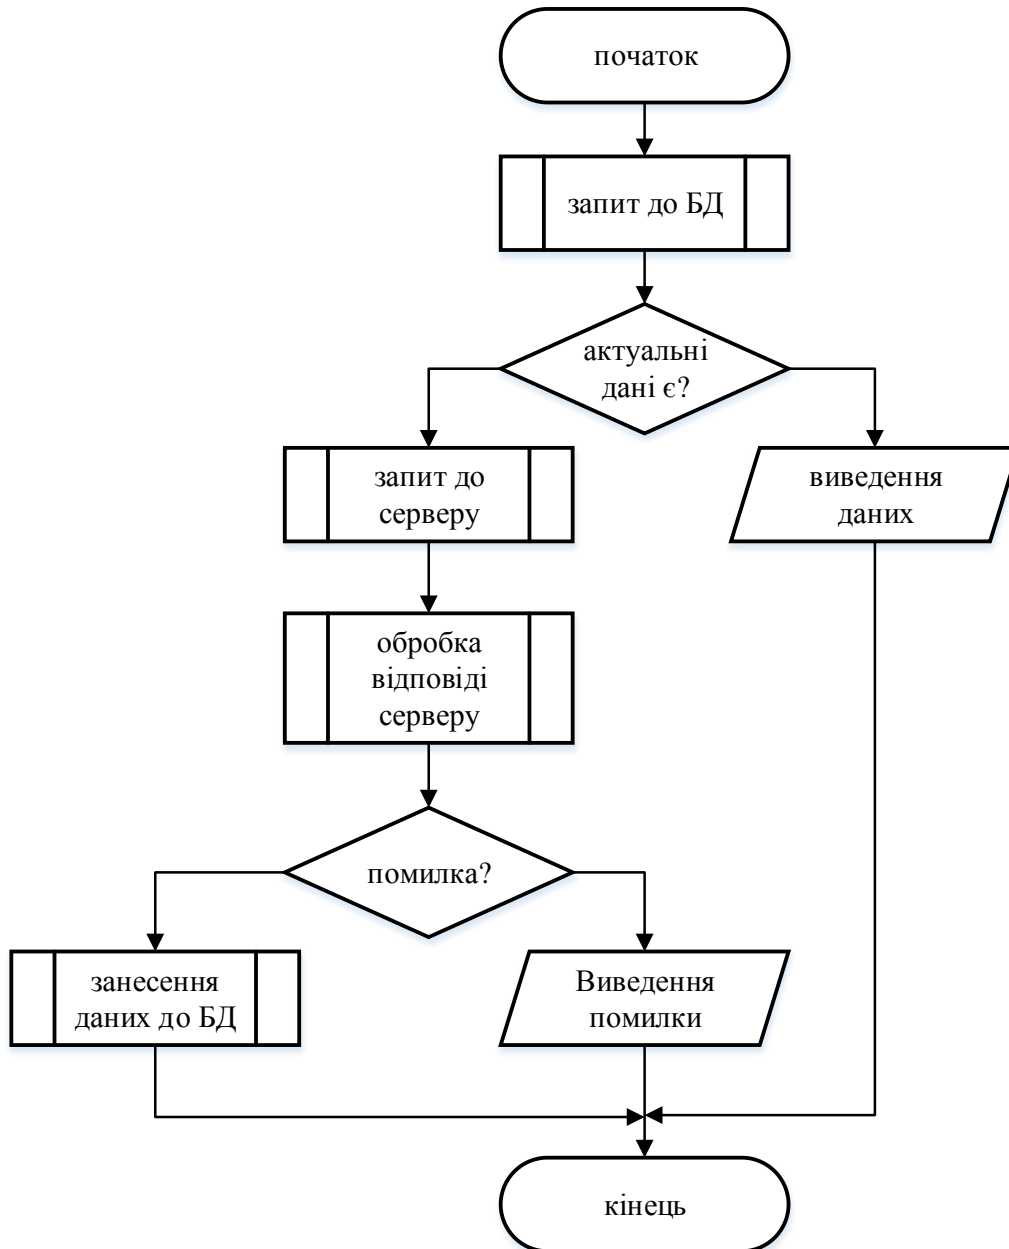 початок
запит до БД
актуальні
дані є?
запит до
серверу
виведення
даних
обробка
відповіді
серверу
помилка?
занесення
даних до БД
Виведення
помилки
кінець